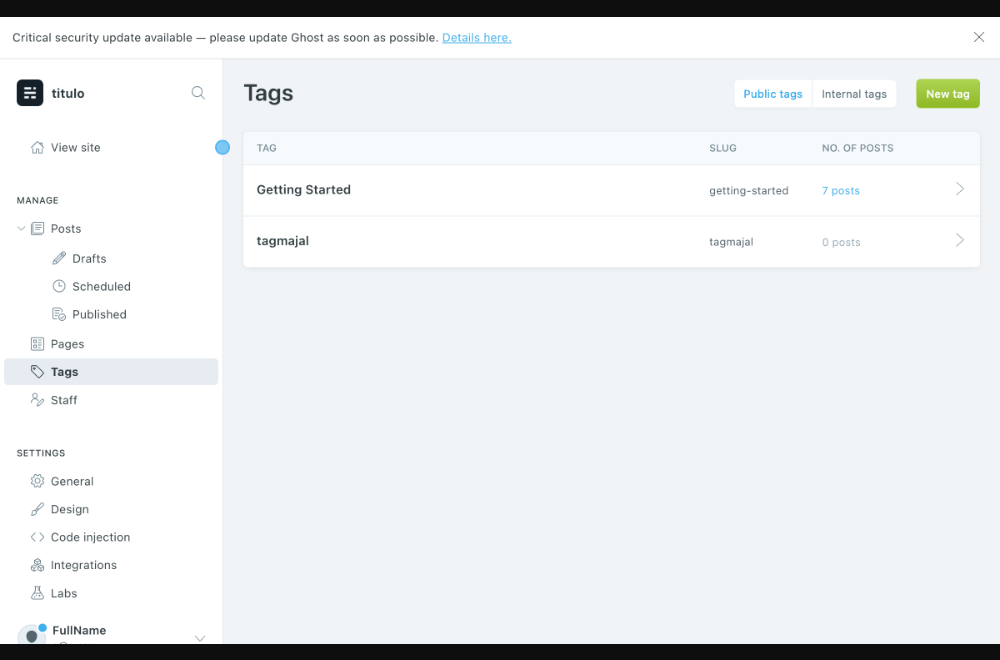 Critical security update available — please update Ghost as soon as possible. Details here.
titulo
View site
MANAGE
Posts
Drafts
Scheduled
Published
Pages
Tags
Staff
SETTINGS
General
Design
Code injection
Integrations
Labs
FullName
Tags
Public tags
Internal tags
New tag
TAG SLUG NO. OF POSTS
Getting Started getting-started 7 posts
tagmajal tagmajal 0 posts